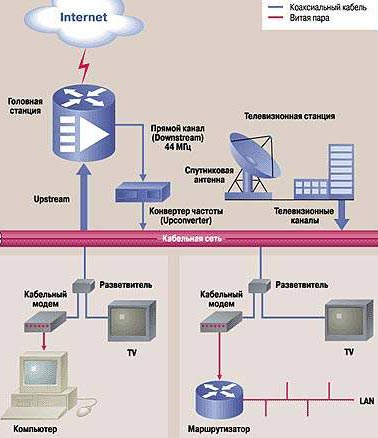 Коаксиальный кабель
Витая пара
Internet
Головная
станция
Прямой канал
(Downstream)
44 МГц
Телевизионная станция
Спутниковая
антенна
Upstream
Конвертер частоты
(Upconverter)
Телевизионные
каналы
Кабельная сеть
Разветвитель
Кабельный
модем
TV
Компьютер
Разветвитель
Кабельный
модем
TV
LAN
Маршрутизатор